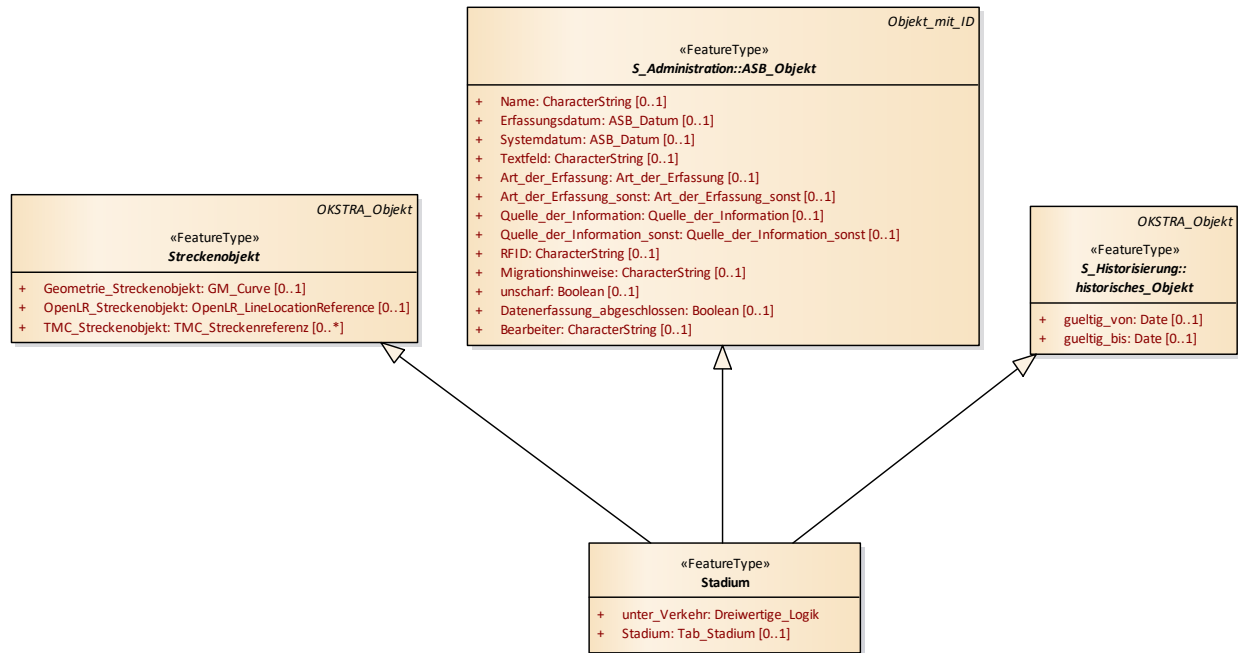 Objekt_mit_ID
«FeatureType»
S_Administration::ASB_Objekt
+ Name: CharacterString [0..1]
+ Erfassungsdatum: ASB_Datum [0..1]
+ Systemdatum: ASB_Datum [0..1]
+ Textfeld: CharacterString [0..1]
+ Art_der_Erfassung: Art_der_Erfassung [0..1]
+ Art_der_Erfassung_sonst: Art_der_Erfassung_sonst [0..1]
+ Quelle_der_Information: Quelle_der_Information [0..1]
+ Quelle_der_Information_sonst: Quelle_der_Information_sonst [0..1]
+ RFID: CharacterString [0..1]
+ Migrationshinweise: CharacterString [0..1]
+ unscharf: Boolean [0..1]
+ Datenerfassung_abgeschlossen: Boolean [0..1]
+ Bearbeiter: CharacterString [0..1]
OKSTRA_Objekt
«FeatureType»
Streckenobjekt
+ Geometrie_Streckenobjekt: GM_Curve [0..1]
+ OpenLR_Streckenobjekt: OpenLR_LineLocationReference [0..1]
+ TMC_Streckenobjekt: TMC_Streckenreferenz [0..*]
OKSTRA_Objekt
«FeatureType»
S_Historisierung::
historisches_Objekt
+ gueltig_von: Date [0..1]
+ gueltig_bis: Date [0..1]
«FeatureType»
Stadium
+ unter_Verkehr: Dreiwertige_Logik
+ Stadium: Tab_Stadium [0..1]